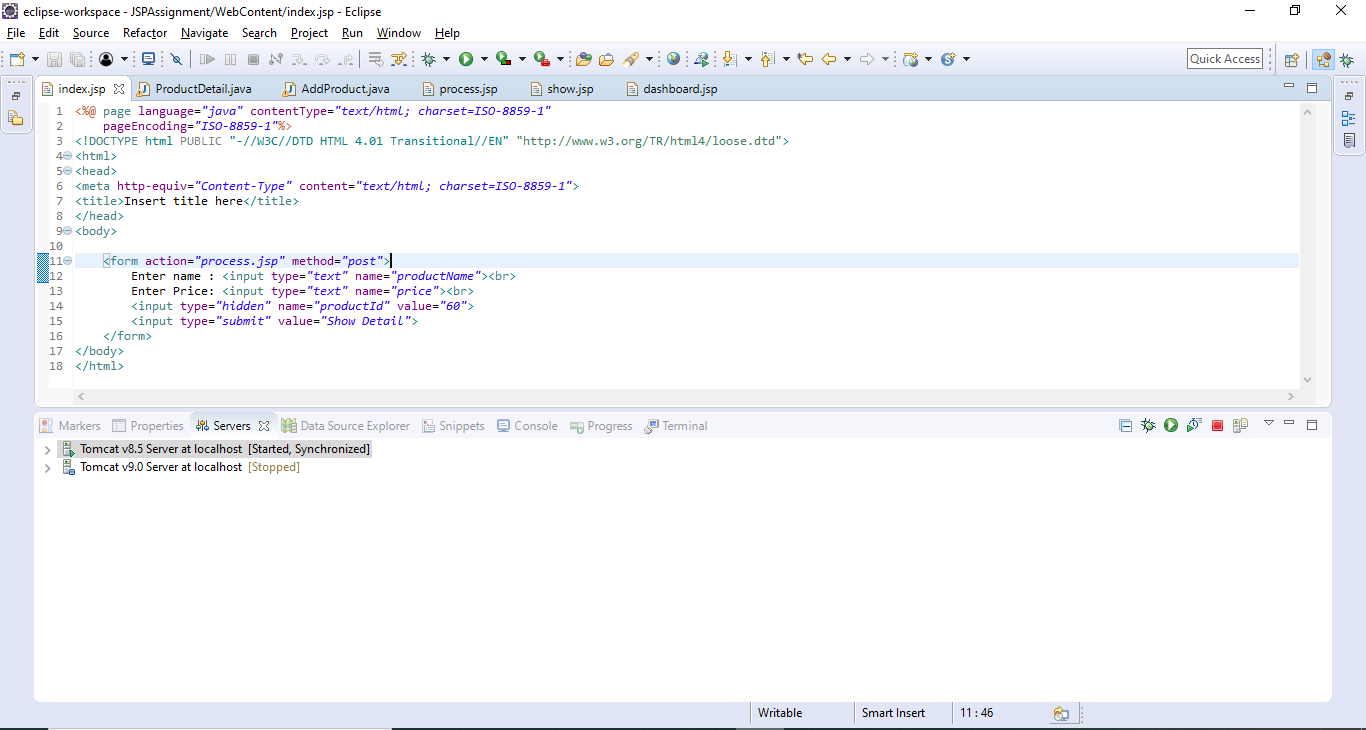 eclipse-workspace - JSPAssignment/WebContent/index.jsp - Eclipse
File Edit Source Refactor Navigate Search Project Run Window Help
Quick Access
index.jsp ProductDetail.java AddProduct.java process.jsp show.jsp dashboard.jsp
1 <%@ page language="java" contentType="text/html; charset=ISO-8859-1"
2     pageEncoding="ISO-8859-1"%>
3 <!DOCTYPE html PUBLIC "-//W3C//DTD HTML 4.01 Transitional//EN" "http://www.w3.org/TR/html4/loose.dtd">
4 <html>
5 <head>
6 <meta http-equiv="Content-Type" content="text/html; charset=ISO-8859-1">
7 <title>Insert title here</title>
8 </head>
9 <body>
10
11     <form action="process.jsp" method="post">
12         Enter name : <input type="text" name="productName"><br>
13         Enter Price: <input type="text" name="price"><br>
14         <input type="hidden" name="productId" value="60">
15         <input type="submit" value="Show Detail">
16     </form>
17 </body>
18 </html>
Markers Properties Servers Data Source Explorer Snippets Console Progress Terminal
Tomcat v8.5 Server at localhost [Started, Synchronized]
Tomcat v9.0 Server at localhost [Stopped]
Writable Smart Insert 11 : 46